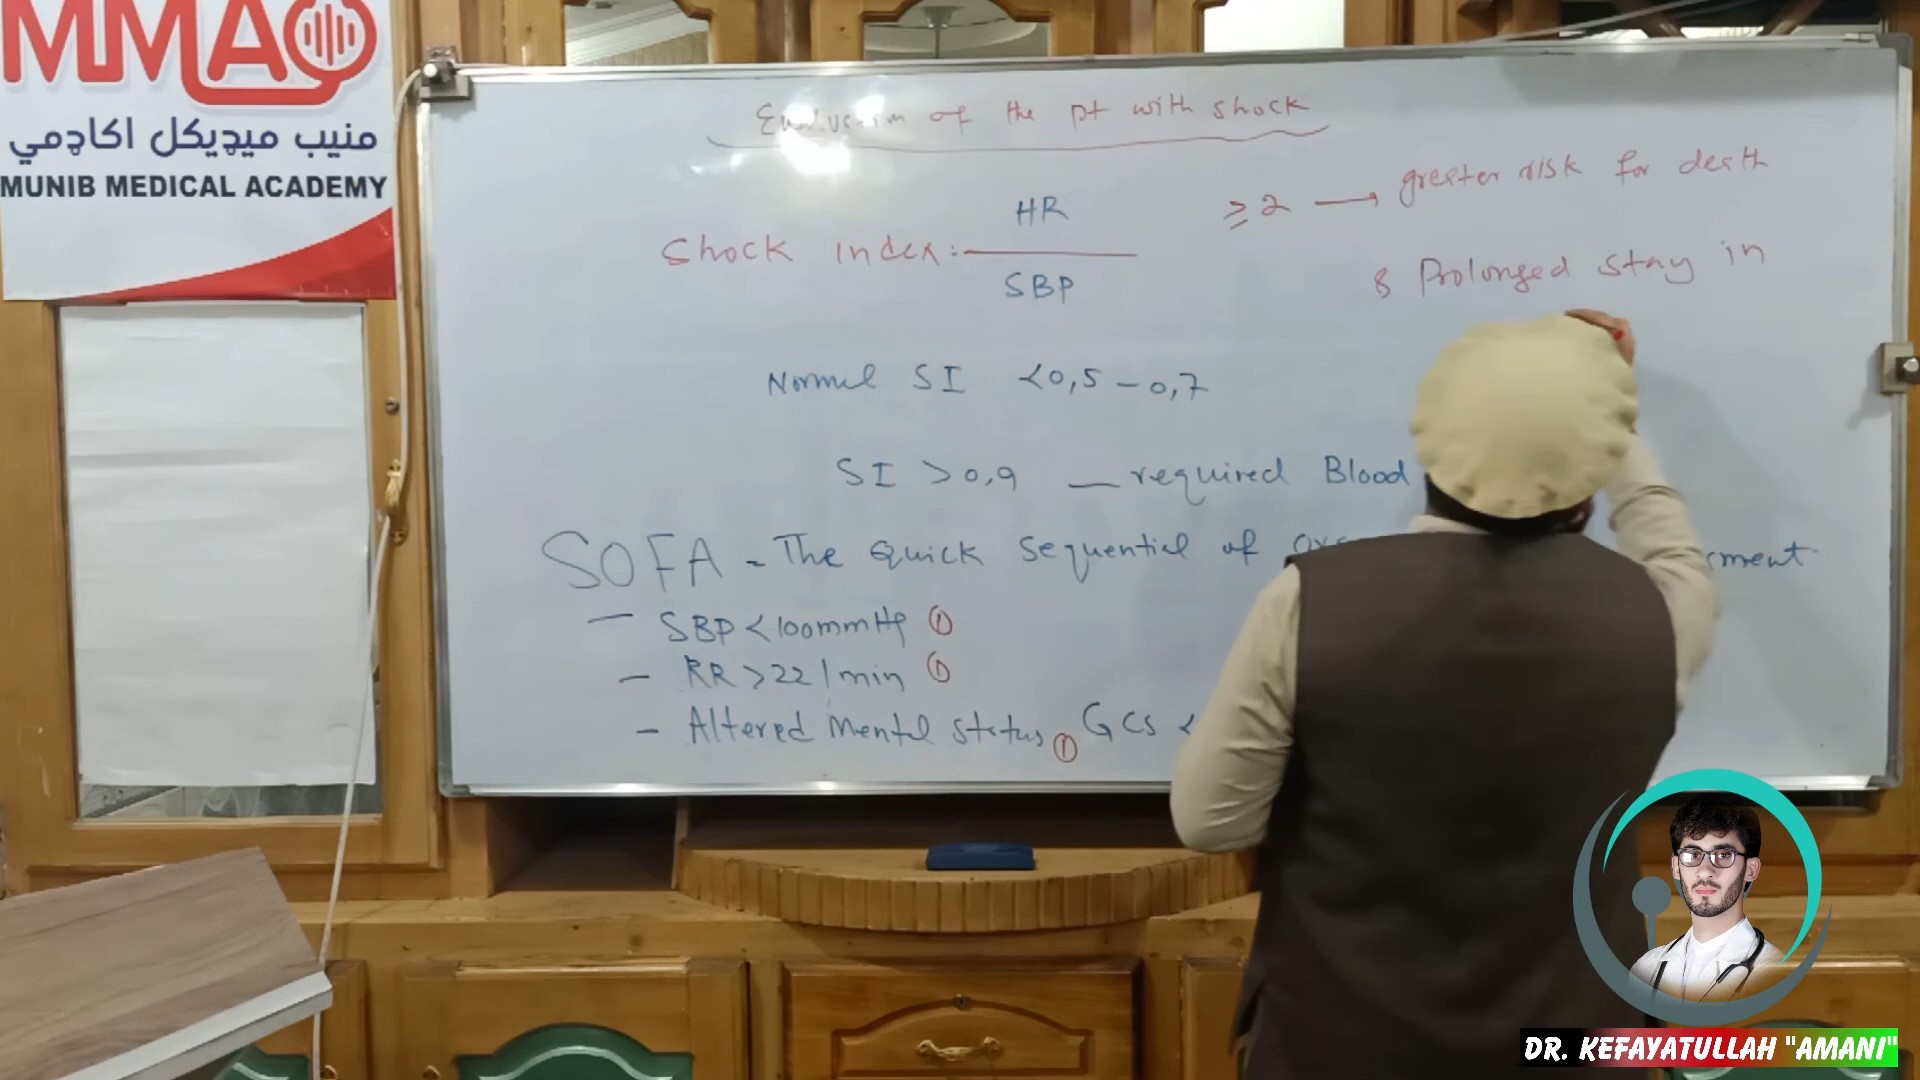 MMA
منیب میډیکل اکاډمي
MUNIB MEDICAL ACADEMY
of the pt with shock
Shock index:
HR
SBP
≥2 → greater risk for death
& Prolonged stay in
Normal SI <0,5 – 0,7
SI >0,9 — required Blood
SOFA - The quick sequential of
– SBP <100mmHg ①
– RR >22/min ①
– Altered mental status ① GCS <
DR. KEFAYATULLAH "AMANI"